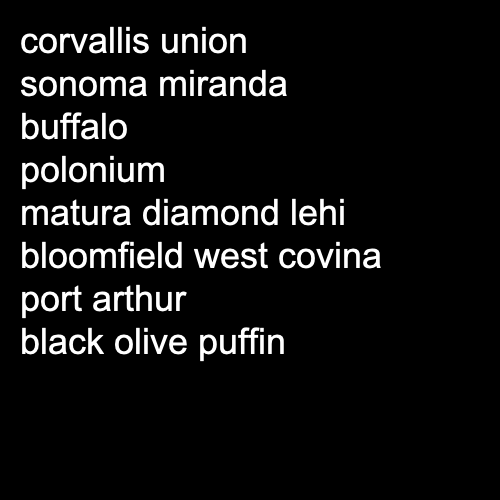 corvallis union
sonoma miranda
buffalo
polonium
matura diamond lehi
bloomfield west covina
port arthur
black olive puffin